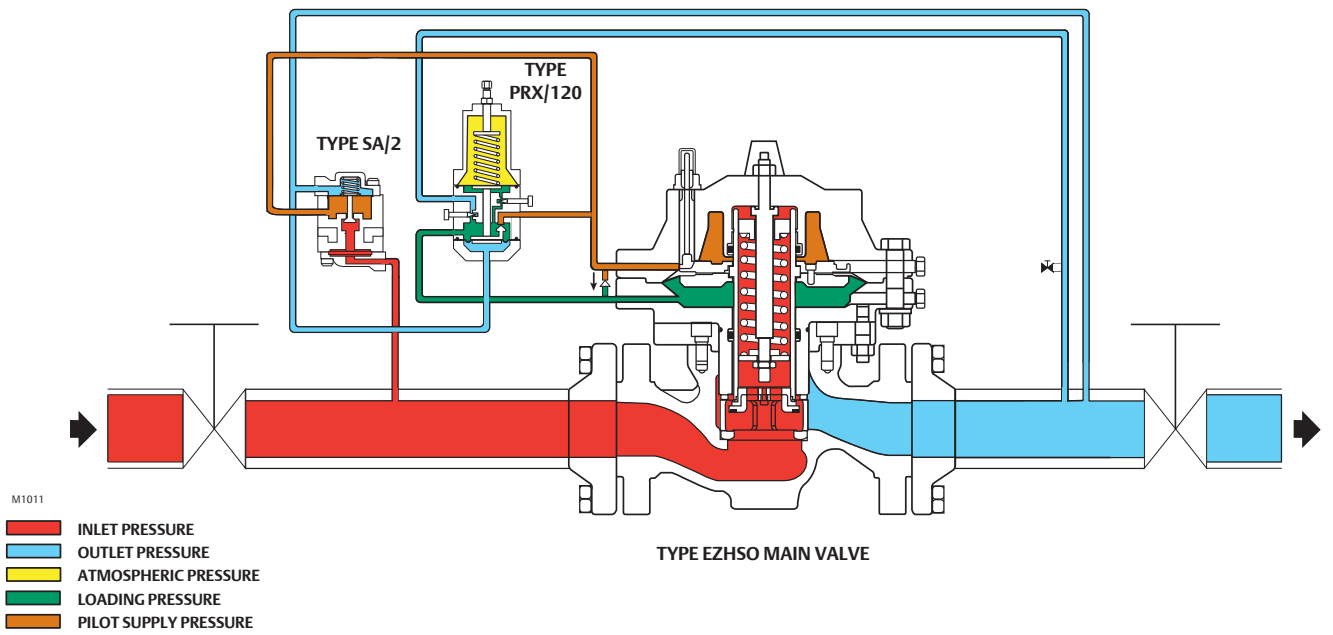 TYPE
PRX/120
TYPE SA/2
M1011
INLET PRESSURE
OUTLET PRESSURE
ATMOSPHERIC PRESSURE
LOADING PRESSURE
PILOT SUPPLY PRESSURE
TYPE EZHSO MAIN VALVE